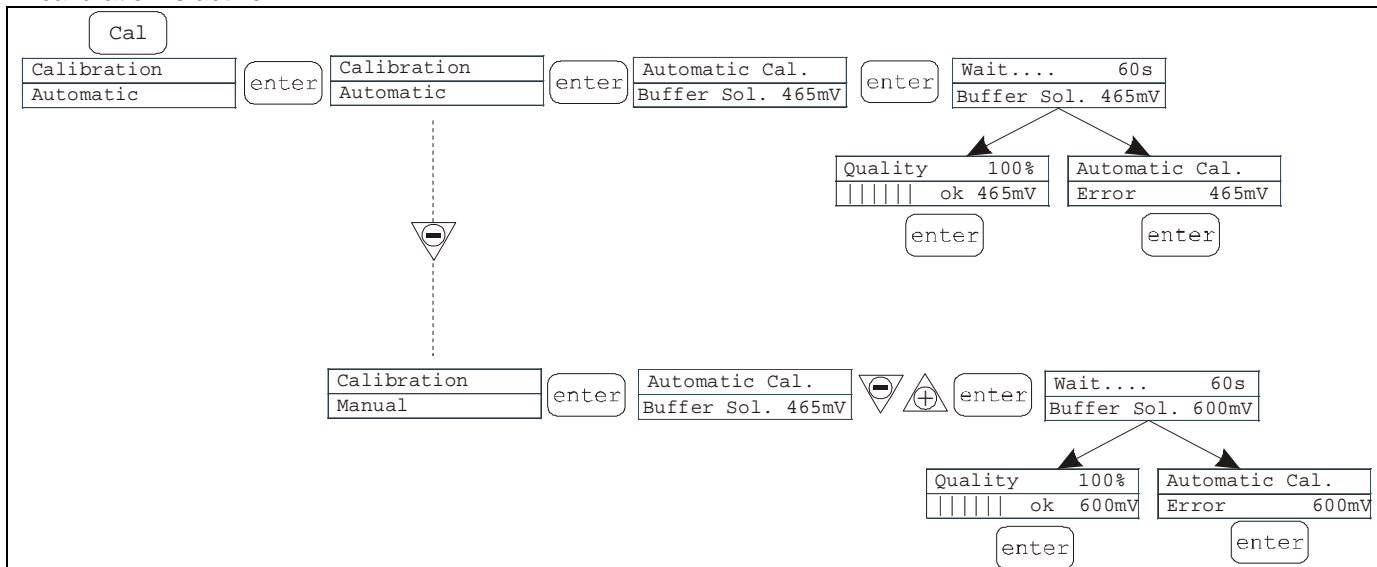 Cal
Calibration
Automatic
enter
Calibration
Automatic
enter
Automatic Cal.
Buffer Sol. 465mV
enter
Wait.... 60s
Buffer Sol. 465mV
Quality 100%
|||||| ok 465mV
enter
Automatic Cal.
Error 465mV
enter
Calibration
Manual
enter
Automatic Cal.
Buffer Sol. 465mV
enter
Wait.... 60s
Buffer Sol. 600mV
Quality 100%
|||||| ok 600mV
enter
Automatic Cal.
Error 600mV
enter